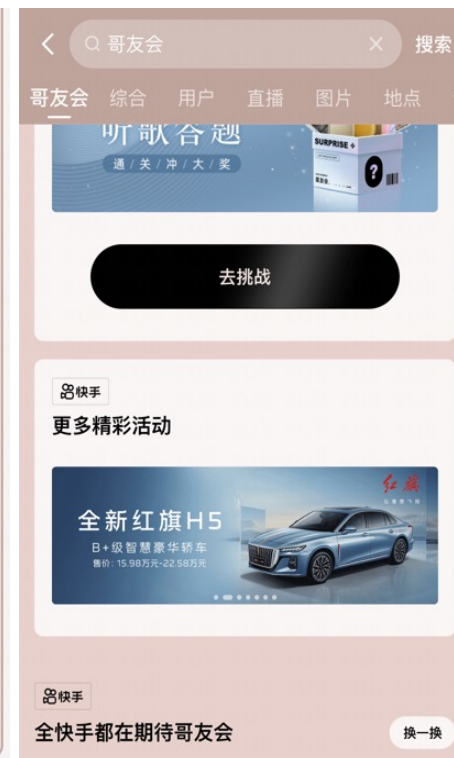 哥友会
搜索
哥友会 综合 用户 直播 图片 地点
听歌答题
通/关/冲/大/奖
SURPRISE
?
去挑战
快手
更多精彩活动
红旗
全新红旗H5
B+级智慧豪华轿车
售价: 15.98万元-22.58万元
快手
全快手都在期待哥友会
换一换